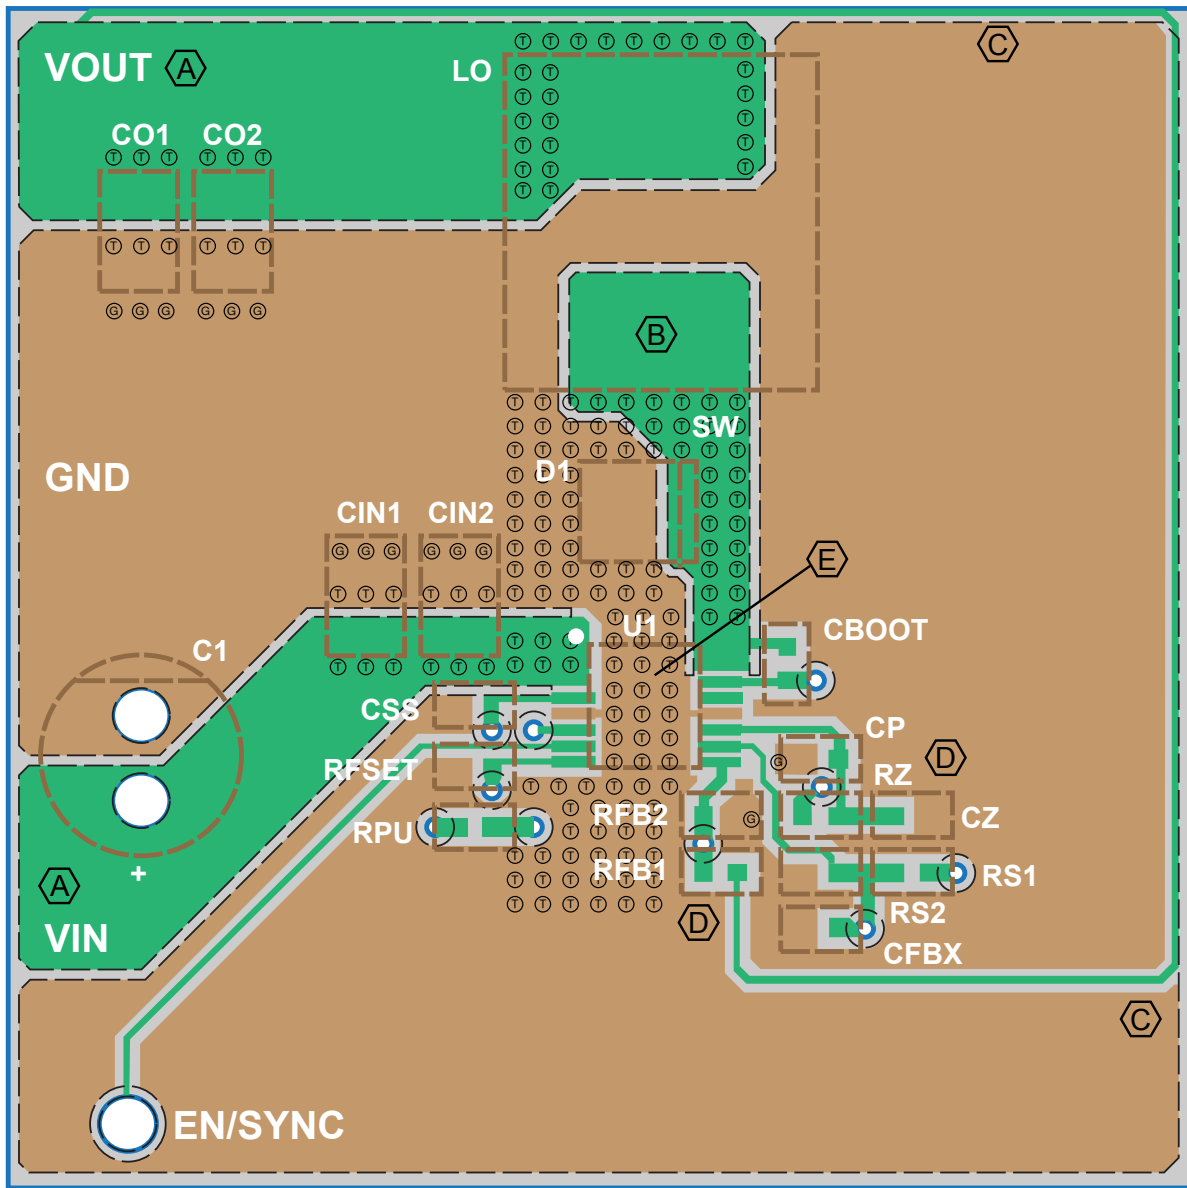 VOUT A
LO
C
CO1 CO2
T T T T T T T T T
T T T
T T T
T T T
T T T
T T T T T T
T T T
T T T T T T
G G G G G G
B
T T T T T T T T T
SW
GND
D1
CIN1 CIN2
G G G G G G
E
T T T T T T
U1
CBOOT
C1
T T T T T T
CSS
CP
RFSET
G
RZ
D
RPU
RFB2
G
CZ
+
RFB1
RS1
A
VIN
D
RS2
CFBX
C
EN/SYNC